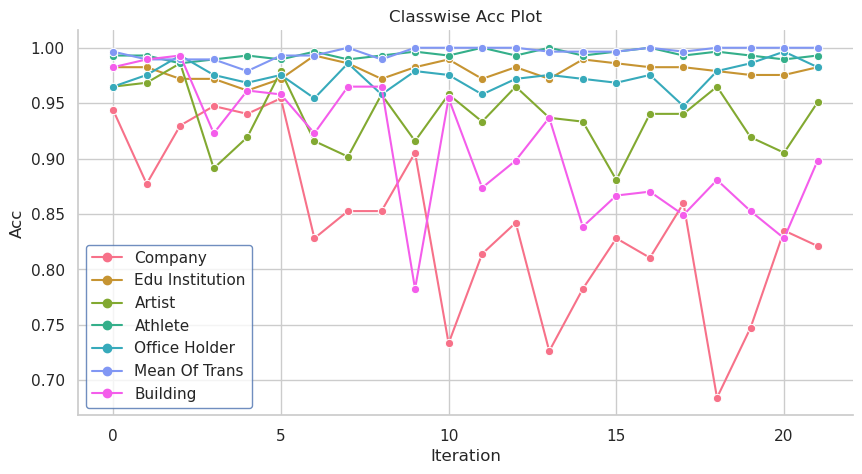 Classwise Acc Plot
Acc
1.00
0.95
0.90
0.85
0.80
0.75
0.70
Company
Edu Institution
Artist
Athlete
Office Holder
Mean Of Trans
Building
0 5 10 15 20
Iteration